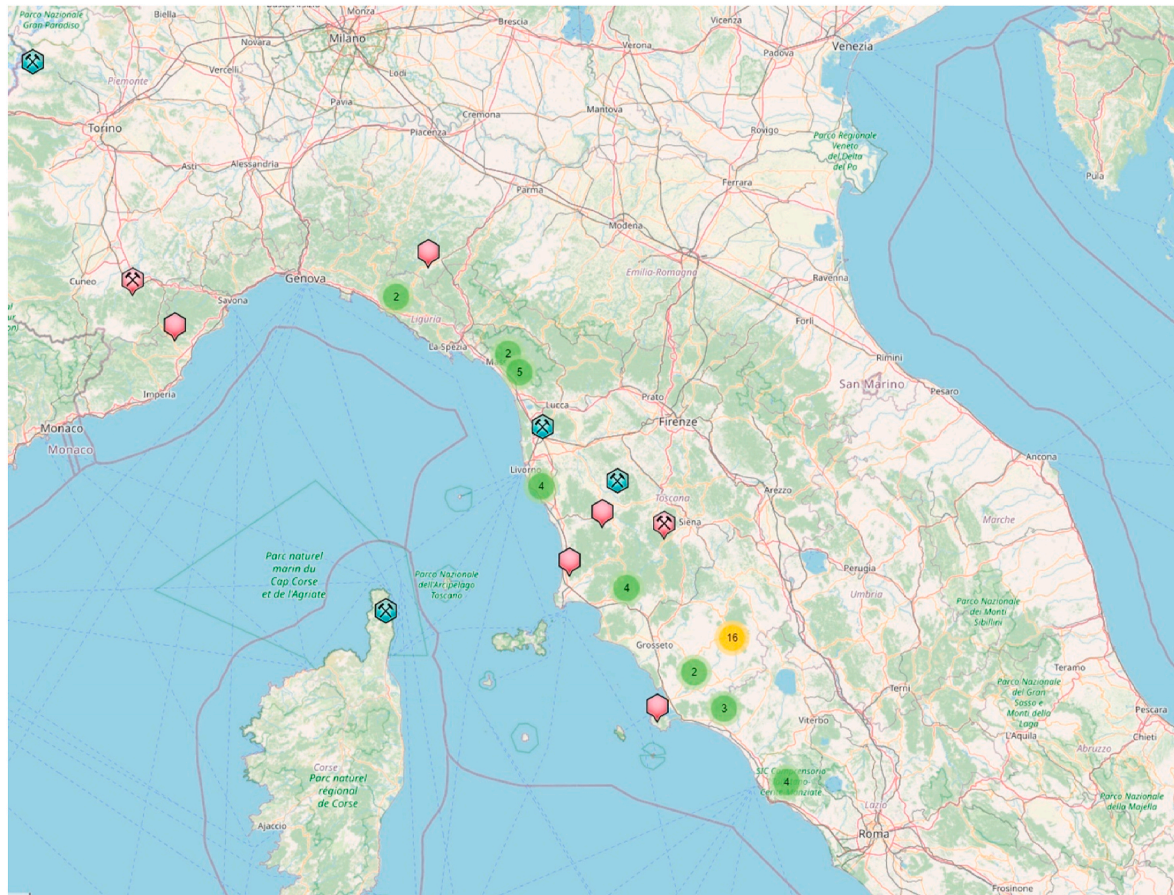 Parco Nazionale
Gran Paradiso
Biella
Brescia
Vicenza
Novara
Milano
Verona
Padova
Venezia
Vercelli
Lodi
Piemonte
Pavia
Cremona
Mantova
Torino
Piacenza
Rovigo
Parco Regionale
Veneto
del Delta
del Po
Asti
Alessandria
Parma
Ferrara
Pula
Modena
Cuneo
Genova
Emilia-Romagna
Ravenna
Savona
2
Liguria
Forlì
La Spezia
2
Rimini
5
San Marino
Imperia
Lucca
Prato
Pesaro
Monaco
Monaco
Firenze
Ancona
Livorno
4
Toscana
Arezzo
Siena
Marche
Parc naturel
marin du
Cap Corse
et de l'Agriate
Parco Nazionale
dell'Arcipelago
Toscano
Perugia
4
Umbria
Parco Nazionale
dei Monti
Sibillini
16
Grosseto
2
Teramo
Terni
Parco Nazionale
del Gran
Sasso e
Monti della
Laga
3
Viterbo
Pescara
L'Aquila
Chieti
Abruzzo
Corse
Parc naturel
régional
de Corse
4
Parco Nazionale
della Majella
Lazio
Ajaccio
Roma
Frosinone